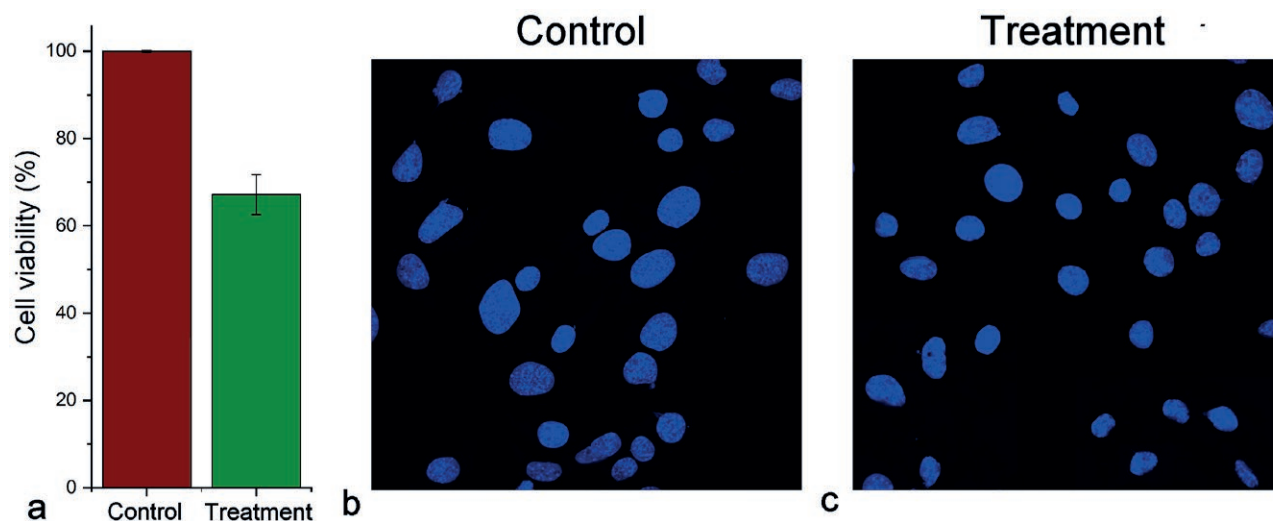 Control
Treatment
Cell viability (%)
100
80
60
40
20
0
Control
Treatment
a
b
c